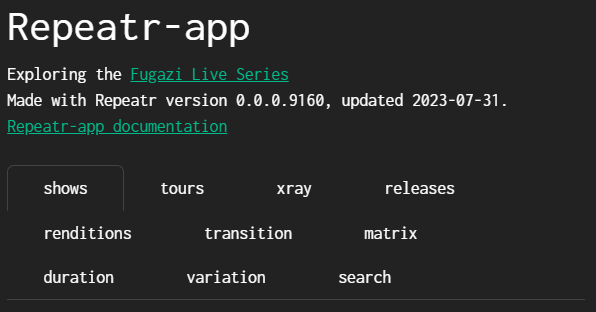 Repeatr-app
Exploring the Fugazi Live Series
Made with Repeatr version 0.0.0.9160, updated 2023-07-31.
Repeatr-app documentation
shows tours xray releases
renditions transition matrix
duration variation search